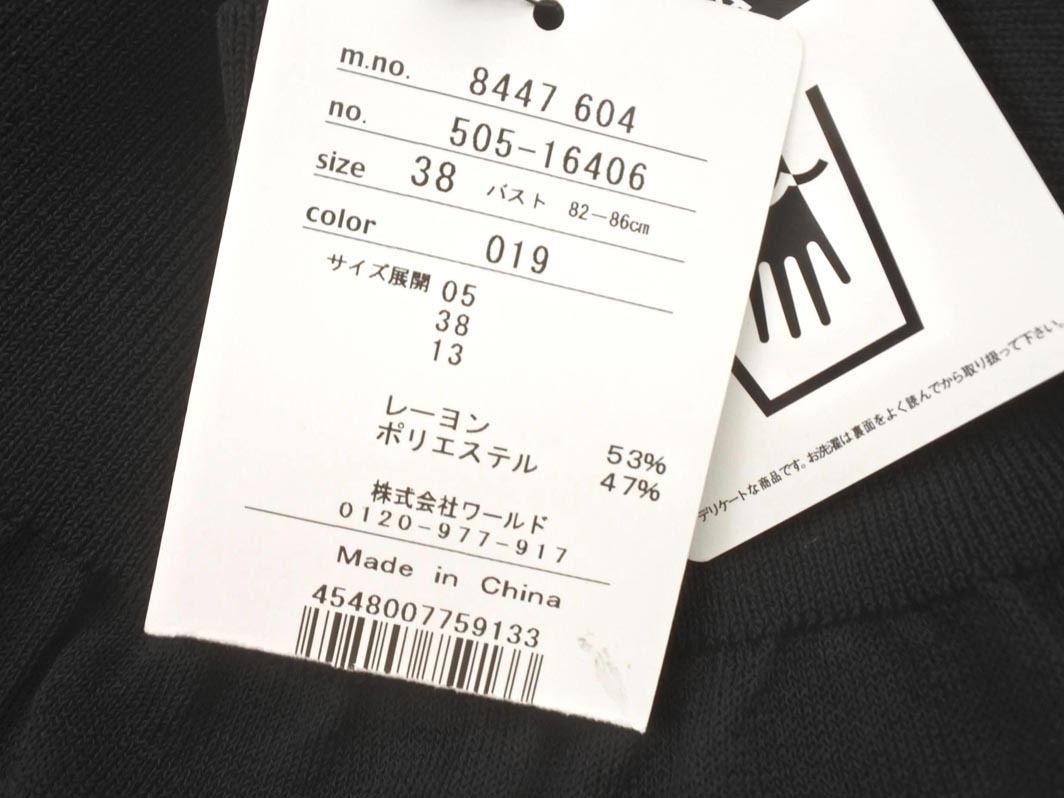 m.no. 8447 604
no. 505-16406
size 38 バスト 82-86cm
color 019
サイズ展開 05
38
13
レーヨン 53%
ポリエステル 47%
株式会社ワールド
0120-977-917
Made in China
4548007759133
デリケートな商品です。お洗濯は裏面をよく読んでから取り扱って下さい。